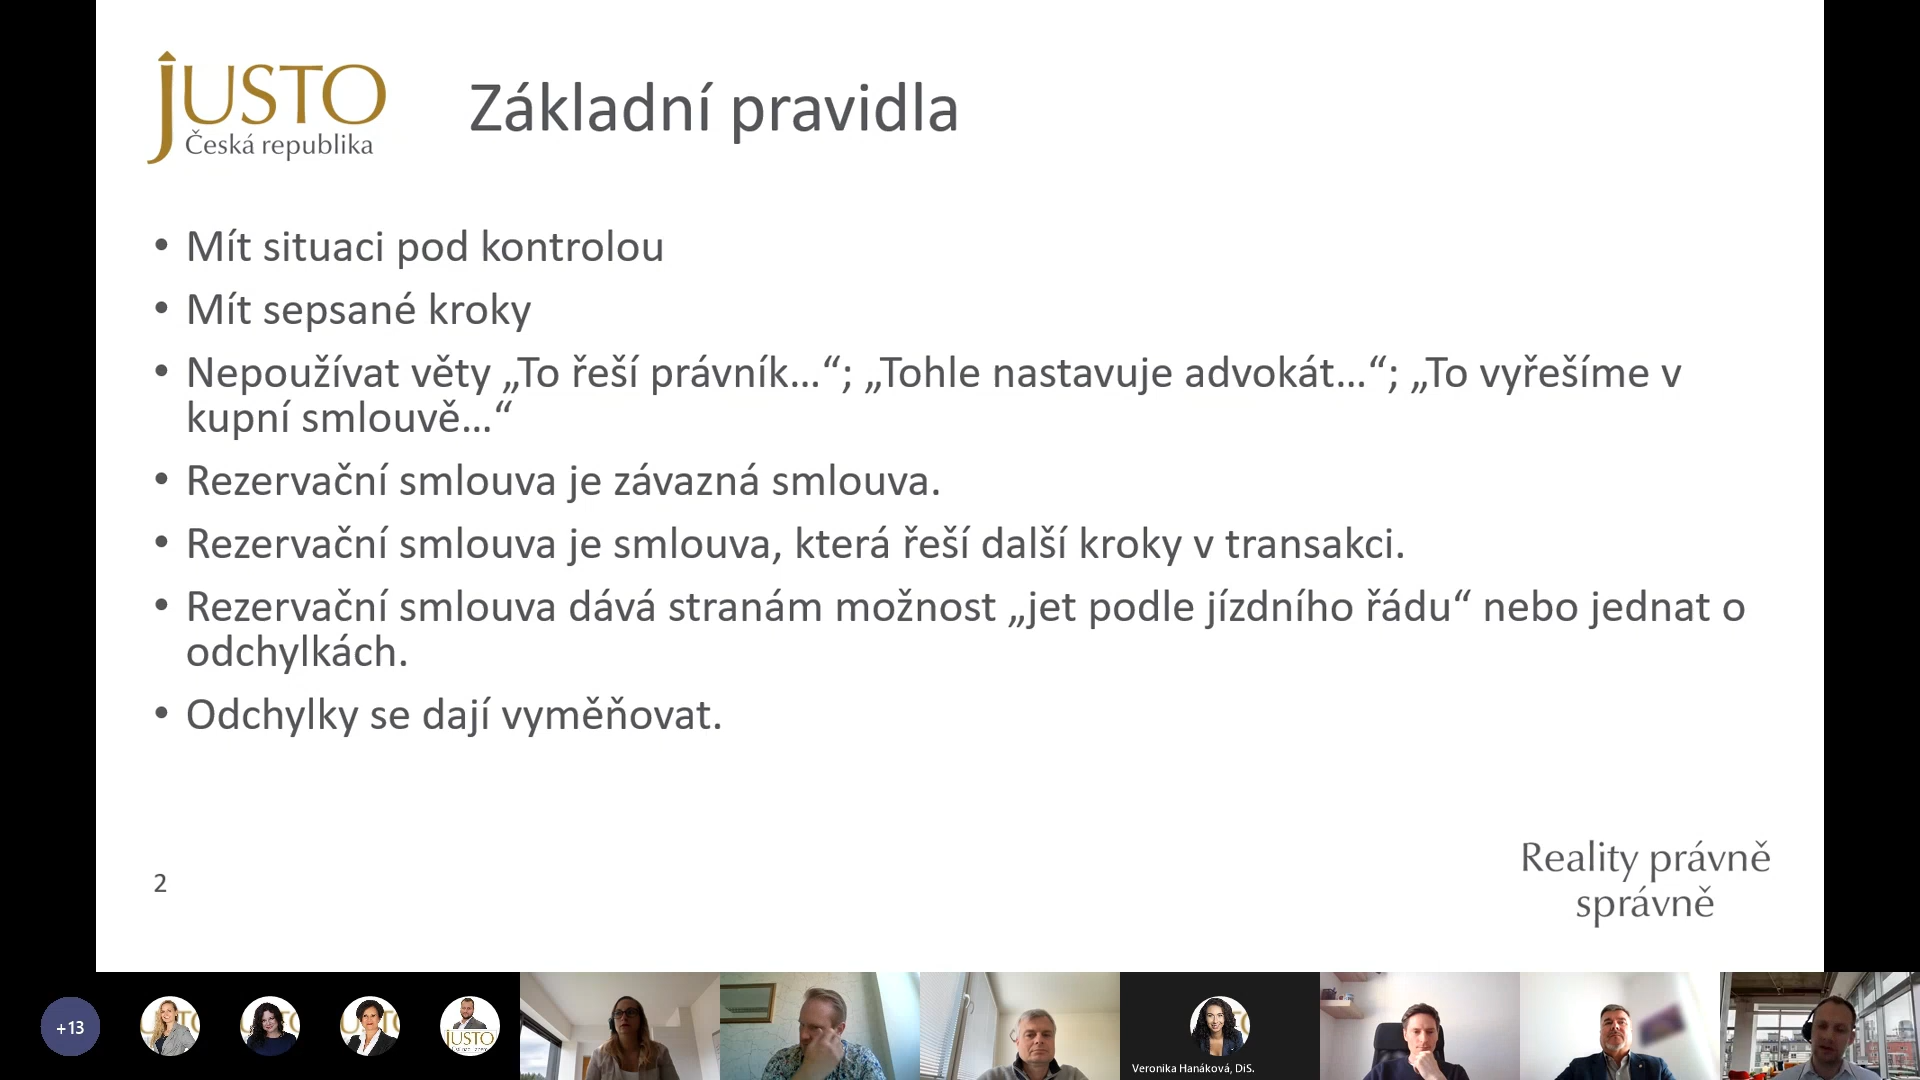 JUSTO
Česká republika
Základní pravidla
• Mít situaci pod kontrolou
• Mít sepsané kroky
• Nepoužívat věty „To řeší právník…“; „Tohle nastavuje advokát…“; „To vyřešíme v
kupní smlouvě…“
• Rezervační smlouva je závazná smlouva.
• Rezervační smlouva je smlouva, která řeší další kroky v transakci.
• Rezervační smlouva dává stranám možnost „jet podle jízdního řádu“ nebo jednat o
odchylkách.
• Odchylky se dají vyměňovat.
2
Reality právně
správně
+13
JUSTO
Veronika Hanáková, DiS.